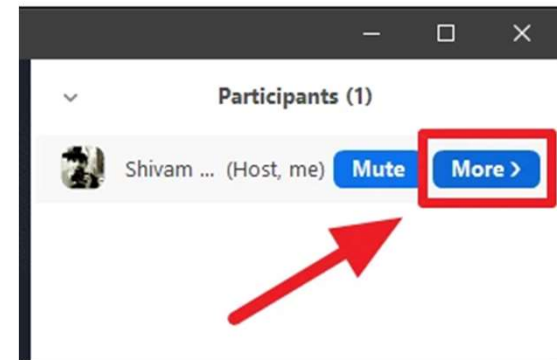 Participants (1)
Shivam ... (Host, me) Mute More >